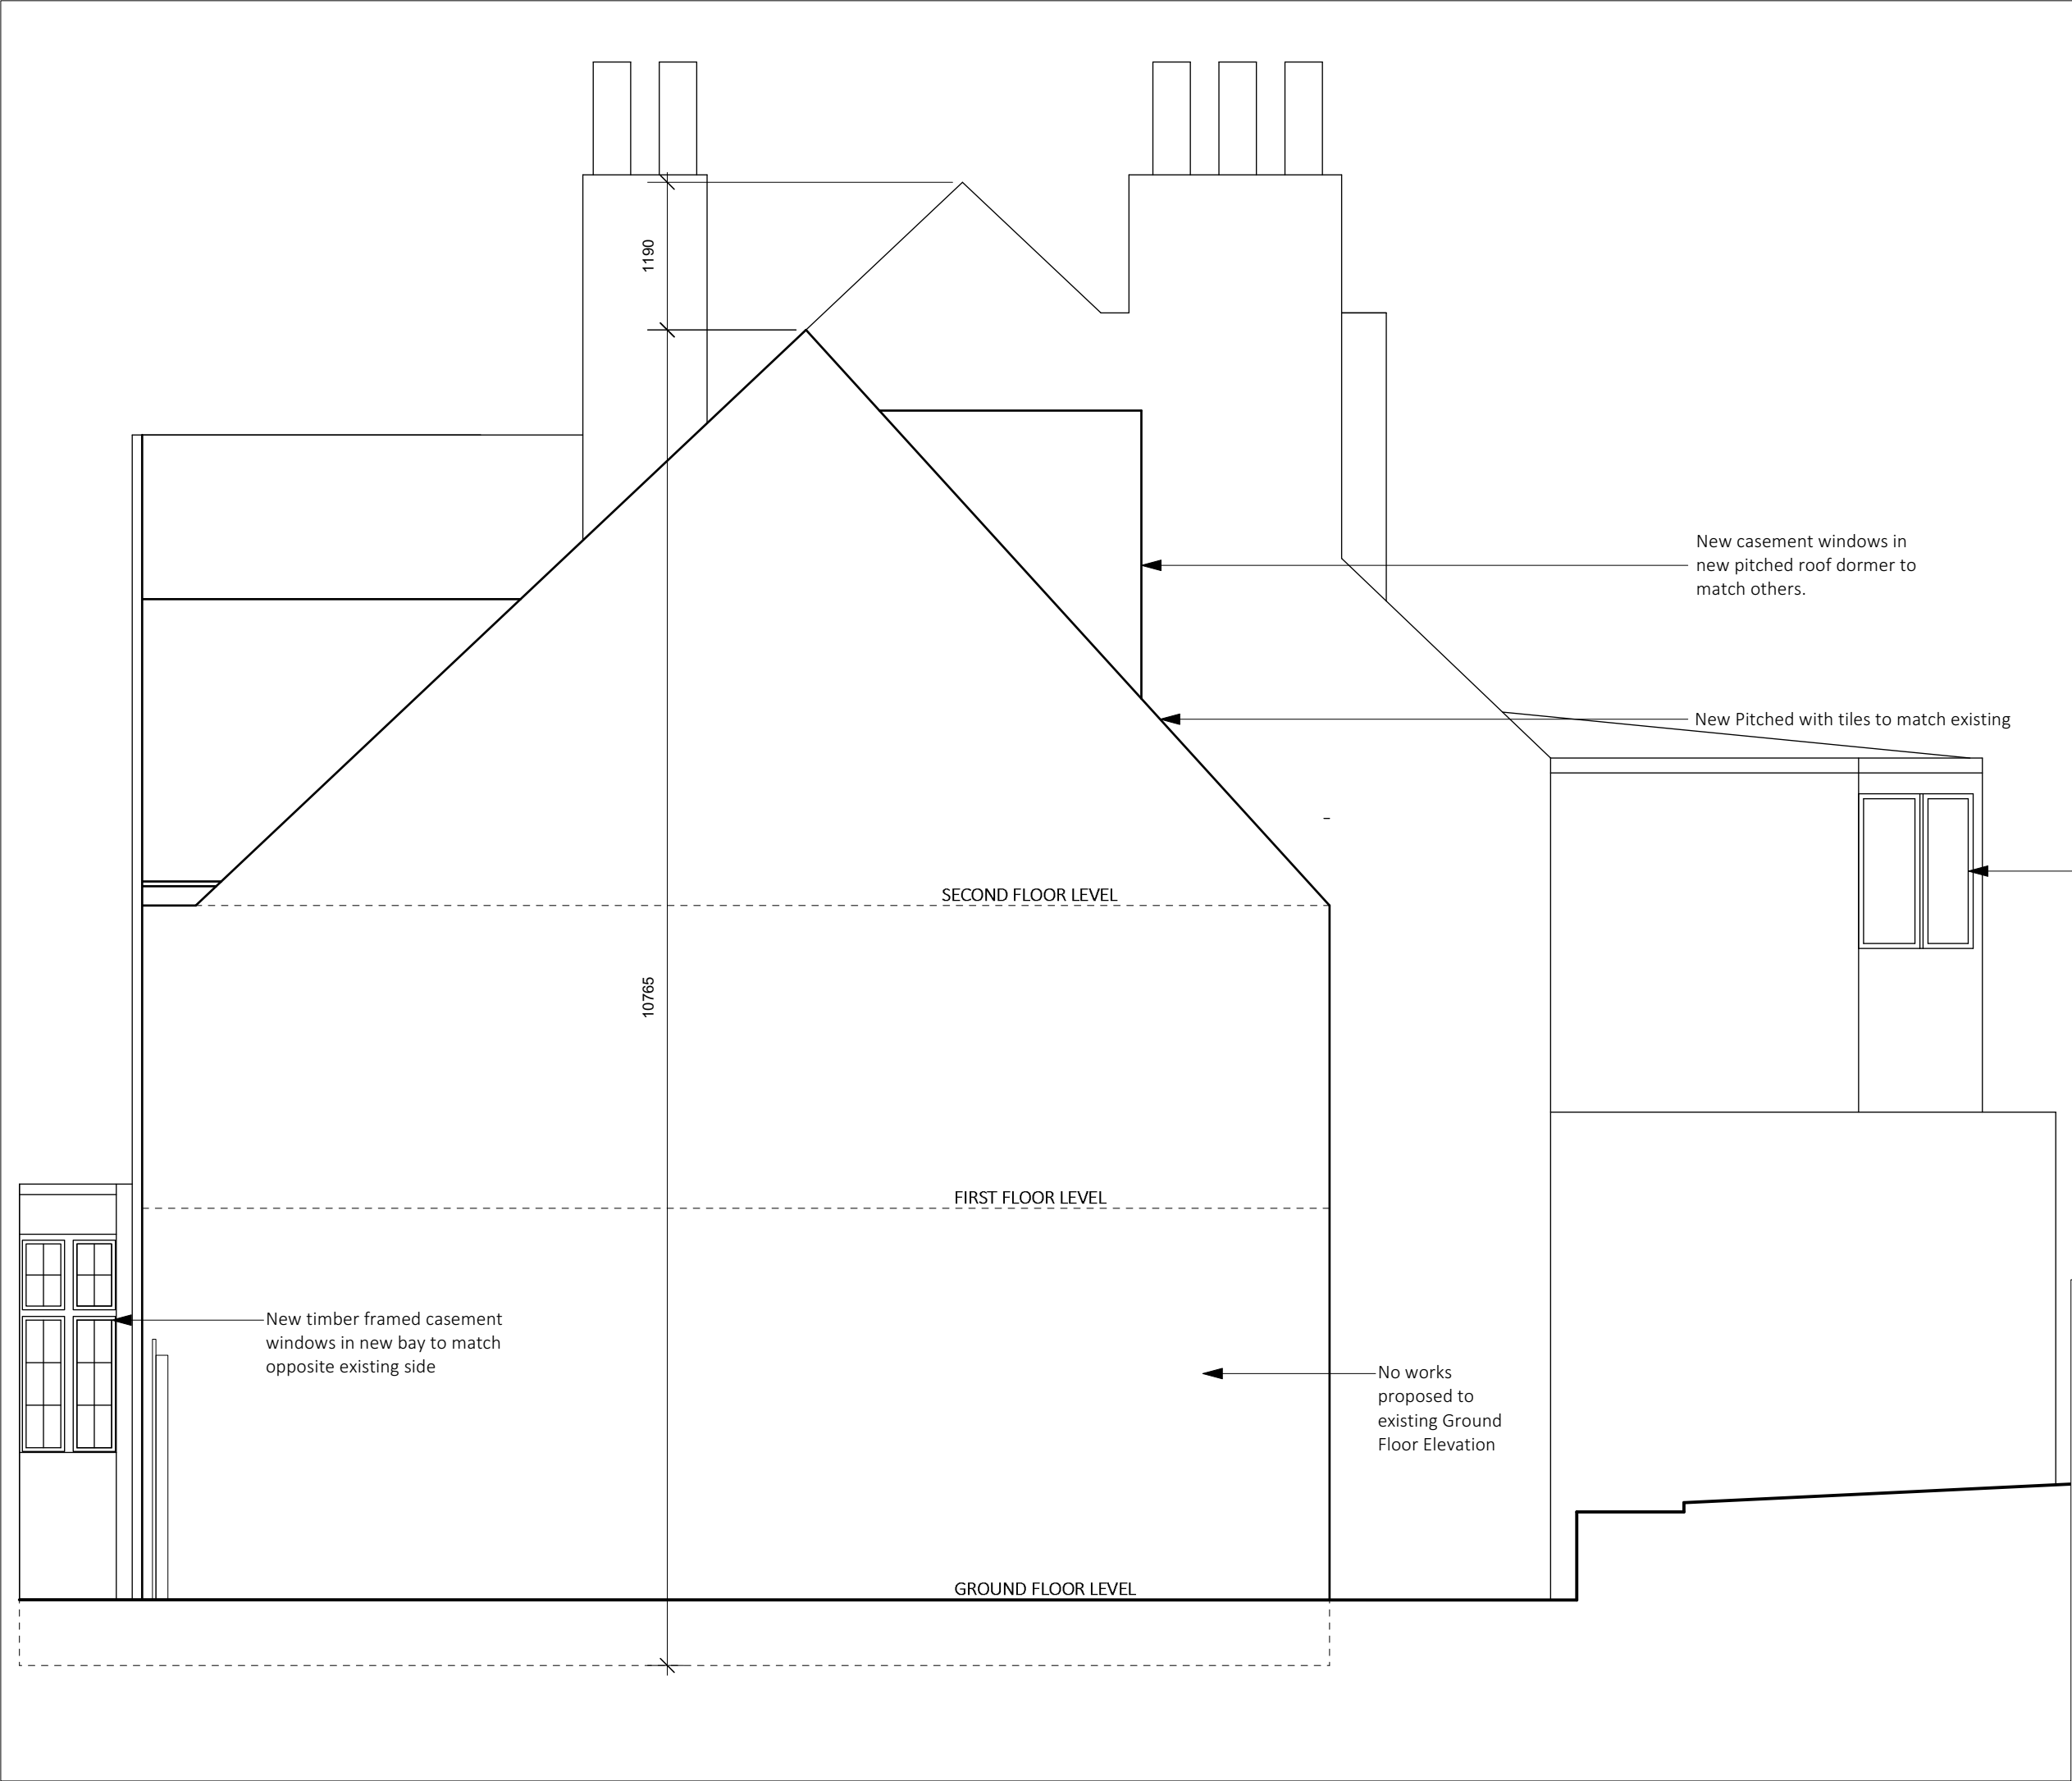 1190
New casement windows in
new pitched roof dormer to
match others.
New Pitched with tiles to match existing
SECOND FLOOR LEVEL
10765
FIRST FLOOR LEVEL
New timber framed casement
windows in new bay to match
opposite existing side
No works
proposed to
existing Ground
Floor Elevation
GROUND FLOOR LEVEL